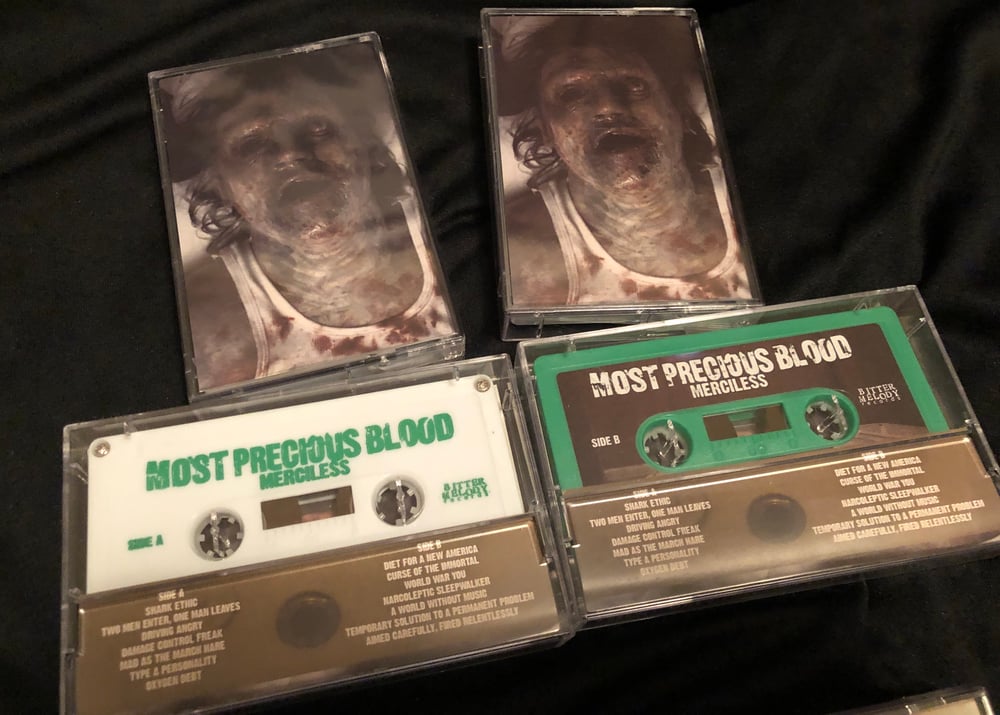 MOST PRECIOUS BLOOD
MERCILESS
SIDE A
BITTER
MELODY
records
SIDE A
SHARK ETHIC
TWO MEN ENTER, ONE MAN LEAVES
DRIVING ANGRY
DAMAGE CONTROL FREAK
MAD AS THE MARCH HARE
TYPE A PERSONALITY
OXYGEN DEBT
SIDE B
DIET FOR A NEW AMERICA
CURSE OF THE IMMORTAL
WORLD WAR YOU
NARCOLEPTIC SLEEPWALKER
A WORLD WITHOUT MUSIC
TEMPORARY SOLUTION TO A PERMANENT PROBLEM
AIMED CAREFULLY, FIRED RELENTLESSLY
MOST PRECIOUS BLOOD
MERCILESS
SIDE B
BITTER
MELODY
records
SIDE A
SHARK ETHIC
TWO MEN ENTER, ONE MAN LEAVES
DRIVING ANGRY
DAMAGE CONTROL FREAK
MAD AS THE MARCH HARE
TYPE A PERSONALITY
OXYGEN DEBT
SIDE B
DIET FOR A NEW AMERICA
CURSE OF THE IMMORTAL
WORLD WAR YOU
NARCOLEPTIC SLEEPWALKER
A WORLD WITHOUT MUSIC
TEMPORARY SOLUTION TO A PERMANENT PROBLEM
AIMED CAREFULLY, FIRED RELENTLESSLY